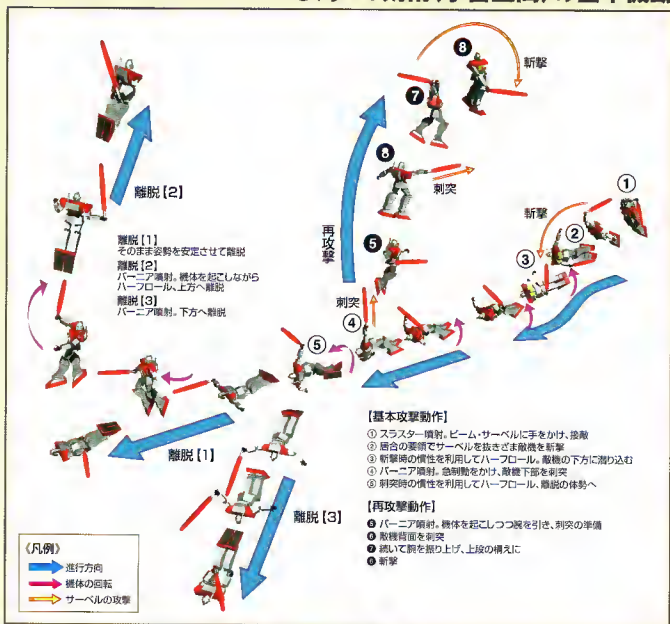 離脱【2】
離脱【1】
そのまま姿勢を安定させて離脱
離脱【2】
バーニア噴射。機体を起こしながら
ハーフロール、上方へ離脱
離脱【3】
バーニア噴射。下方へ離脱
再攻撃
❽
❼
斬撃
❽
刺突
❺
①
斬撃
②
③
刺突
④
⑤
離脱【1】
離脱【3】
【基本攻撃動作】
① スラスター噴射。ビーム・サーベルに手をかけ、接敵
② 居合の要領でサーベルを抜きざま敵機を斬撃
③ 斬撃時の慣性を利用してハーフロール。敵機の下方に潜り込む
④ バーニア噴射。急制動をかけ、敵機下部を刺突
⑤ 刺突時の慣性を利用してハーフロール、離脱の体勢へ
【再攻撃動作】
❺ バーニア噴射。機体を起こしつつ腕を引き、刺突の準備
❻ 敵機背面を刺突
❼ 続いて腕を振り上げ、上段の構えに
❽ 斬撃
《凡例》
進行方向
機体の回転
サーベルの攻撃